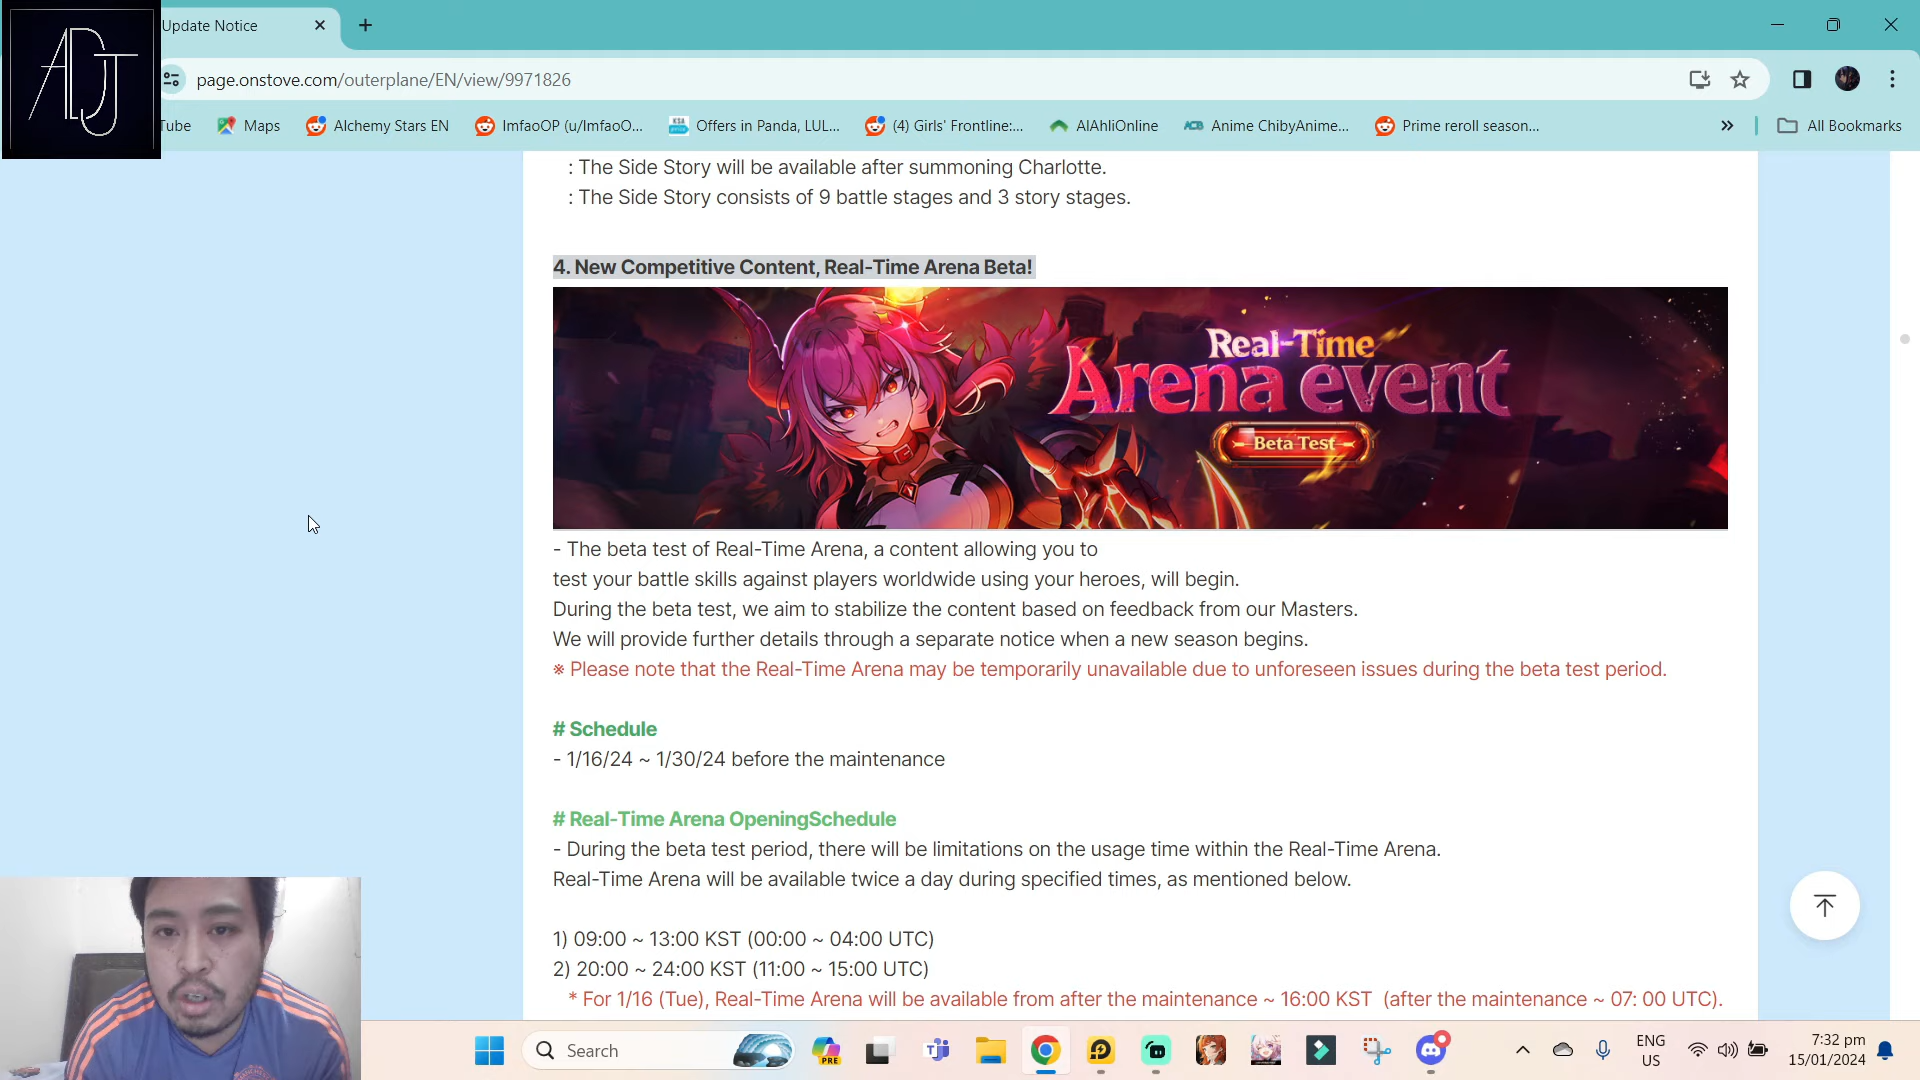 ADJ
Update Notice
page.onstove.com/outerplane/EN/view/9971826
Tube
Maps
Alchemy Stars EN
lmfaoOP (u/lmfaoO...
Offers in Panda, LUL...
(4) Girls' Frontline:...
AlAhliOnline
Anime ChibyAnime...
Prime reroll season...
All Bookmarks
: The Side Story will be available after summoning Charlotte.
: The Side Story consists of 9 battle stages and 3 story stages.
4. New Competitive Content, Real-Time Arena Beta!
Real-Time
Arena event
Beta Test
- The beta test of Real-Time Arena, a content allowing you to
test your battle skills against players worldwide using your heroes, will begin.
During the beta test, we aim to stabilize the content based on feedback from our Masters.
We will provide further details through a separate notice when a new season begins.
※ Please note that the Real-Time Arena may be temporarily unavailable due to unforeseen issues during the beta test period.
# Schedule
- 1/16/24 ~ 1/30/24 before the maintenance
# Real-Time Arena OpeningSchedule
- During the beta test period, there will be limitations on the usage time within the Real-Time Arena.
Real-Time Arena will be available twice a day during specified times, as mentioned below.
1) 09:00 ~ 13:00 KST (00:00 ~ 04:00 UTC)
2) 20:00 ~ 24:00 KST (11:00 ~ 15:00 UTC)
* For 1/16 (Tue), Real-Time Arena will be available from after the maintenance ~ 16:00 KST (after the maintenance ~ 07: 00 UTC).
Search
PRE
ENG
US
7:32 pm
15/01/2024